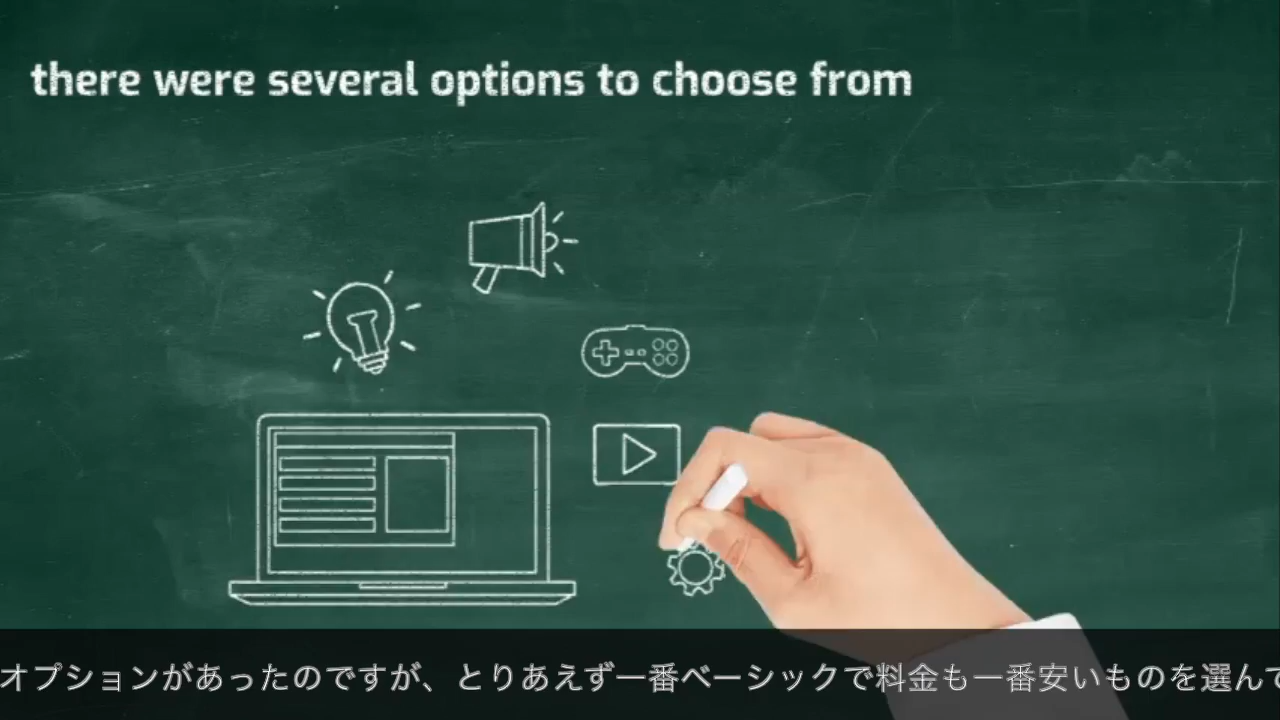 there were several options to choose from
オプションがあったのですが、とりあえず一番ベーシックで料金も一番安いものを選んで